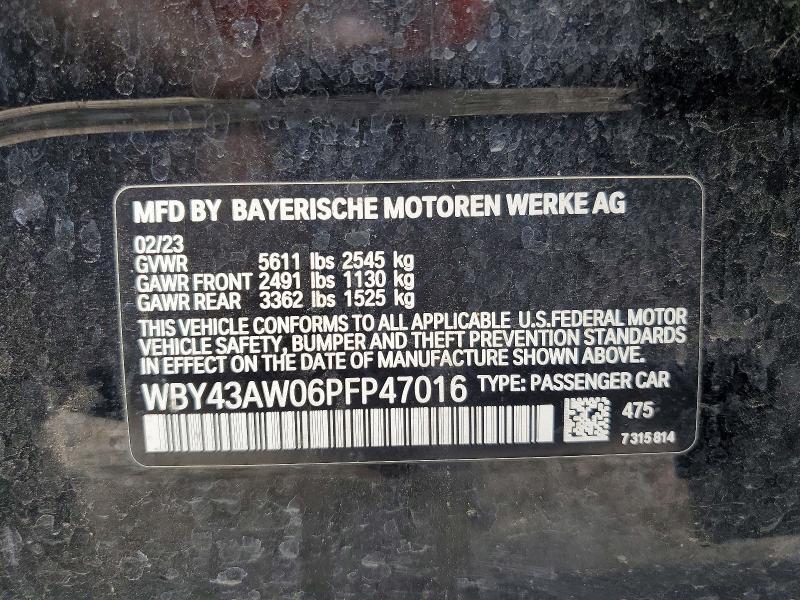 MFD BY BAYERISCHE MOTOREN WERKE AG
02/23
GVWR 5611 lbs 2545 kg
GAWR FRONT 2491 lbs 1130 kg
GAWR REAR 3362 lbs 1525 kg
THIS VEHICLE CONFORMS TO ALL APPLICABLE U.S.FEDERAL MOTOR
VEHICLE SAFETY, BUMPER AND THEFT PREVENTION STANDARDS
IN EFFECT ON THE DATE OF MANUFACTURE SHOWN ABOVE.
WBY43AW06PFP47016 TYPE: PASSENGER CAR
475
7315814